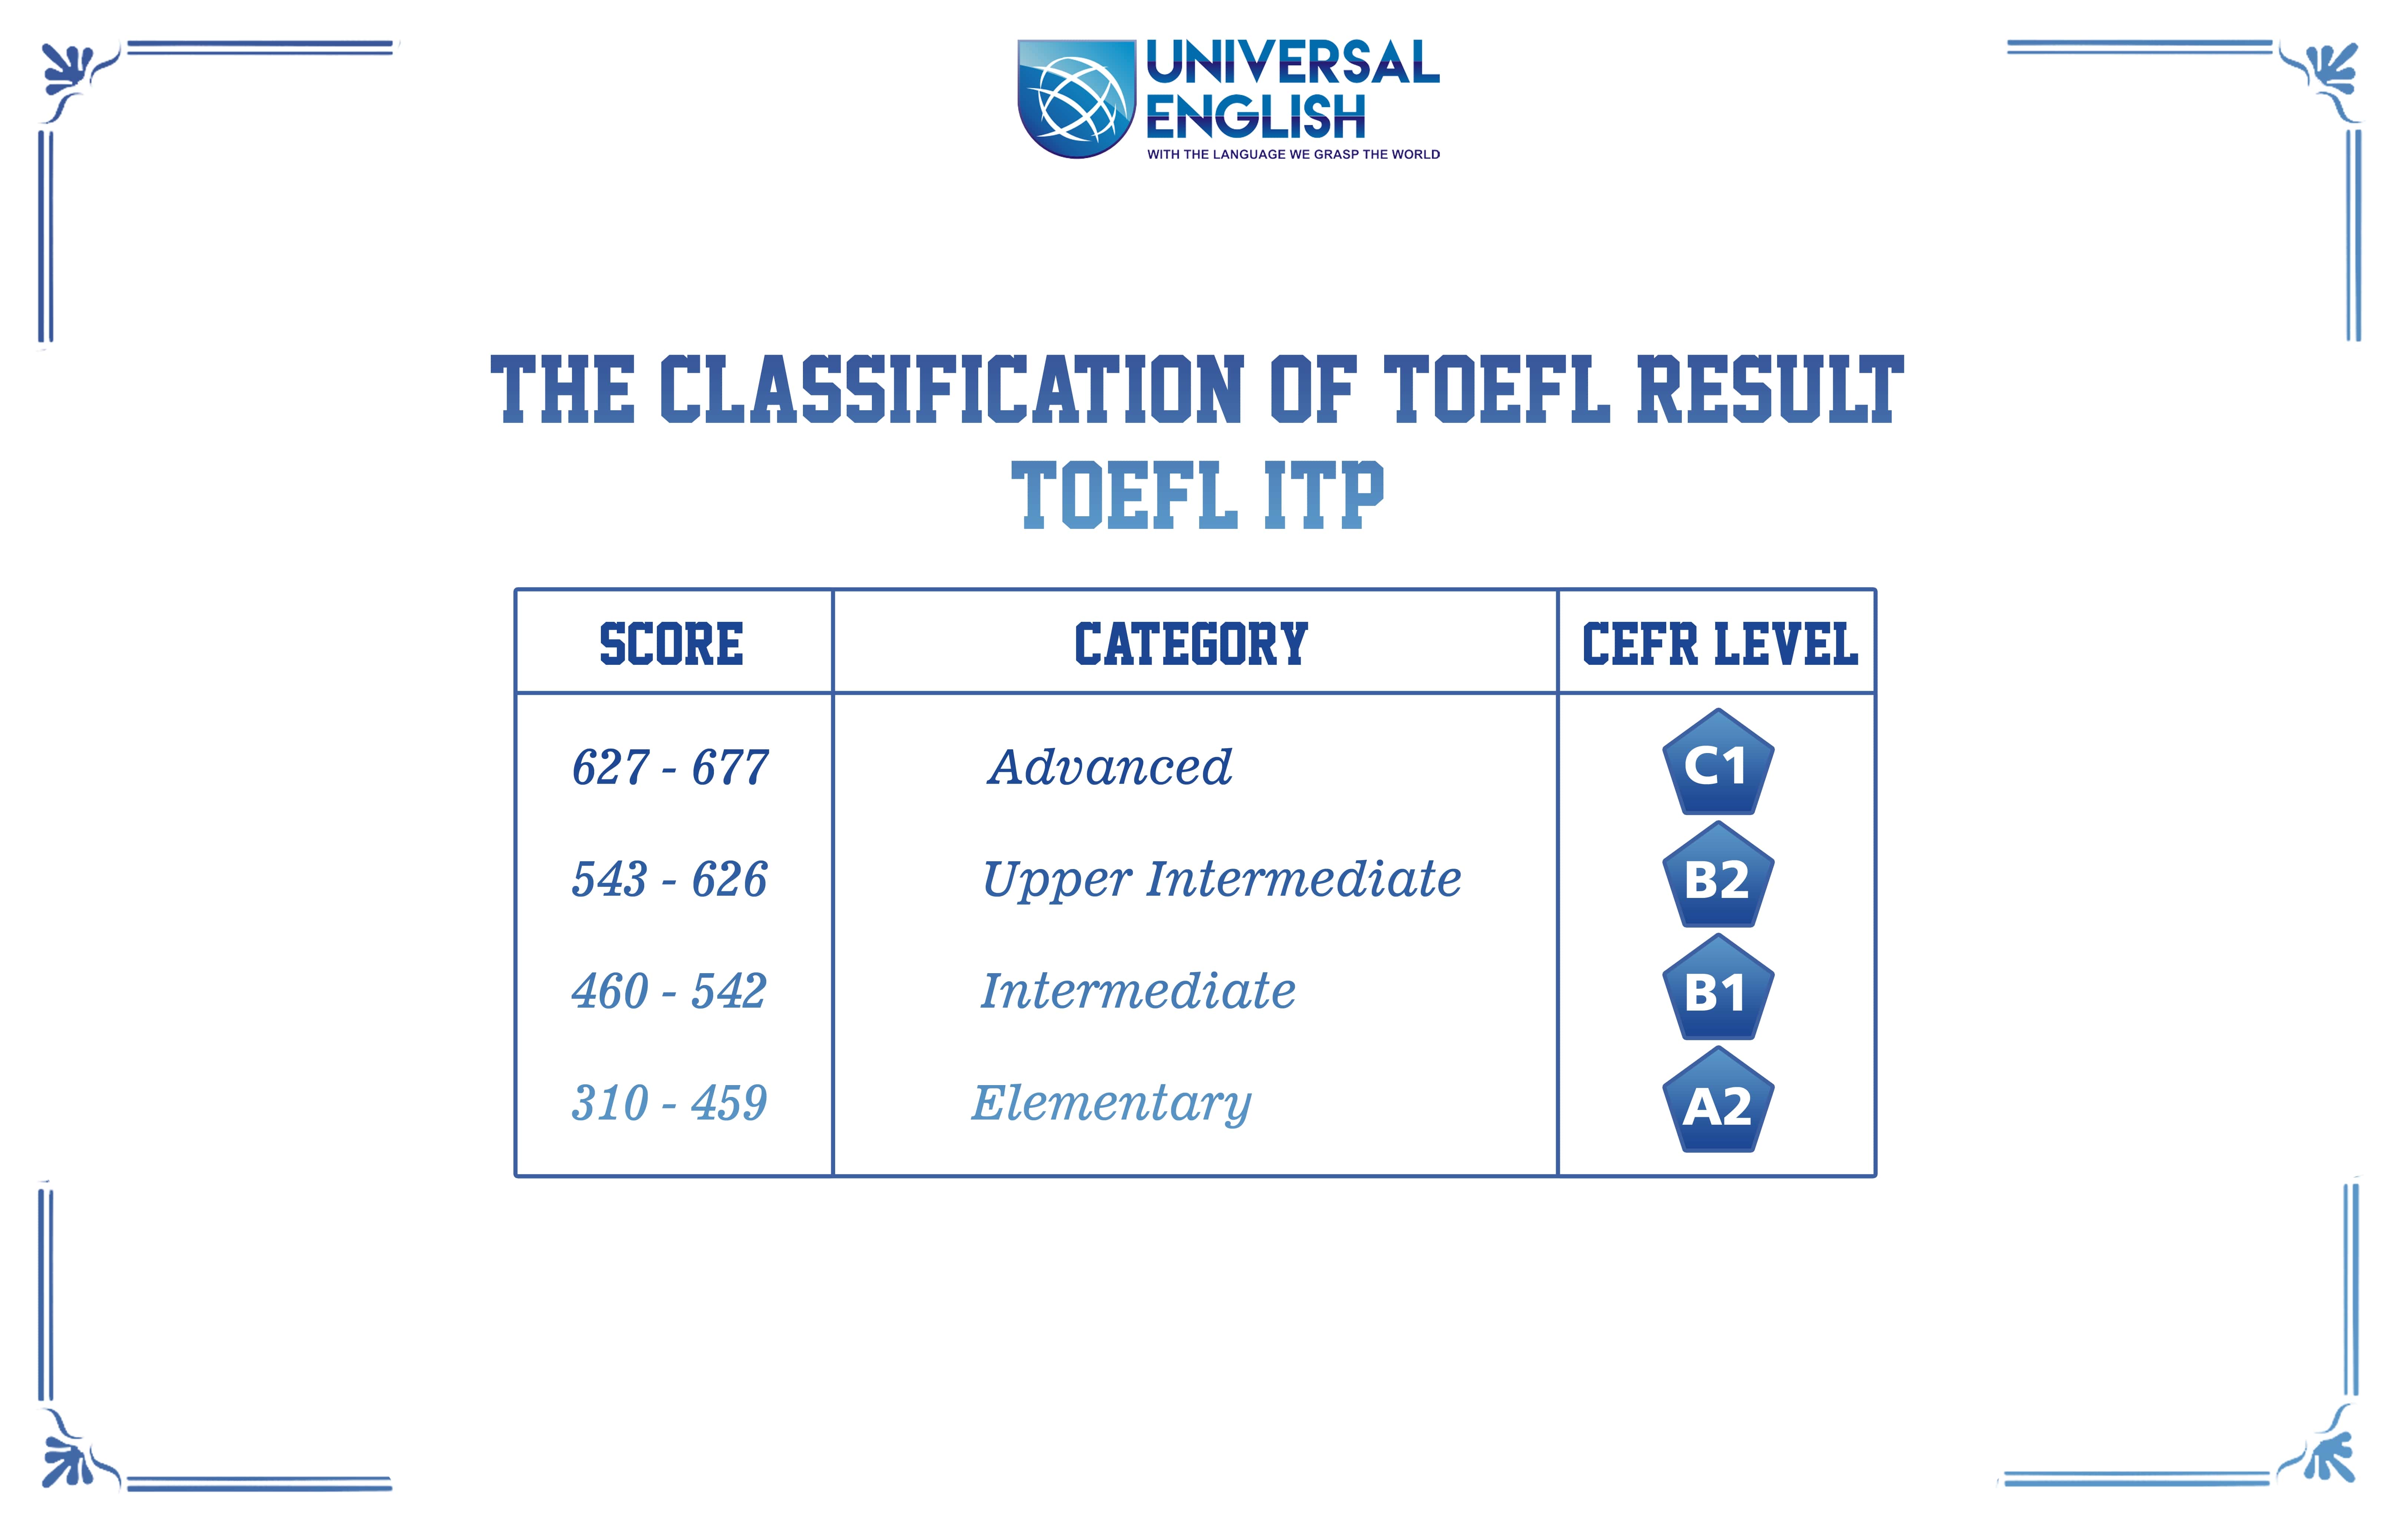 UNIVERSAL
ENGLISH
WITH THE LANGUAGE WE GRASP THE WORLD
THE CLASSIFICATION OF TOEFL RESULT
TOEFL ITP
SCORE CATEGORY CEFR LEVEL
627 - 677 Advanced C1
543 - 626 Upper Intermediate B2
460 - 542 Intermediate B1
310 - 459 Elementary A2